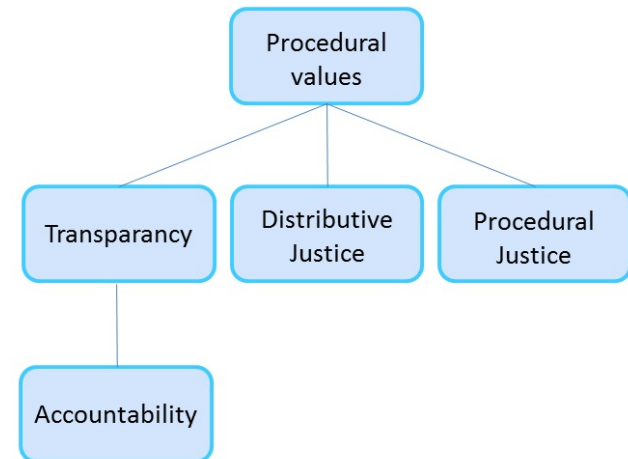 Procedural
values
Transparancy
Distributive
Justice
Procedural
Justice
Accountability